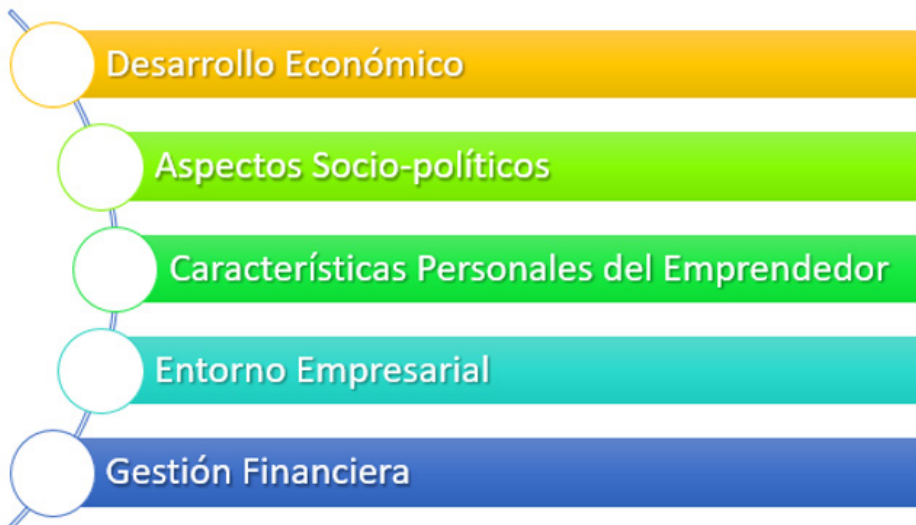 Desarrollo Económico
Aspectos Socio-políticos
Características Personales del Emprendedor
Entorno Empresarial
Gestión Financiera